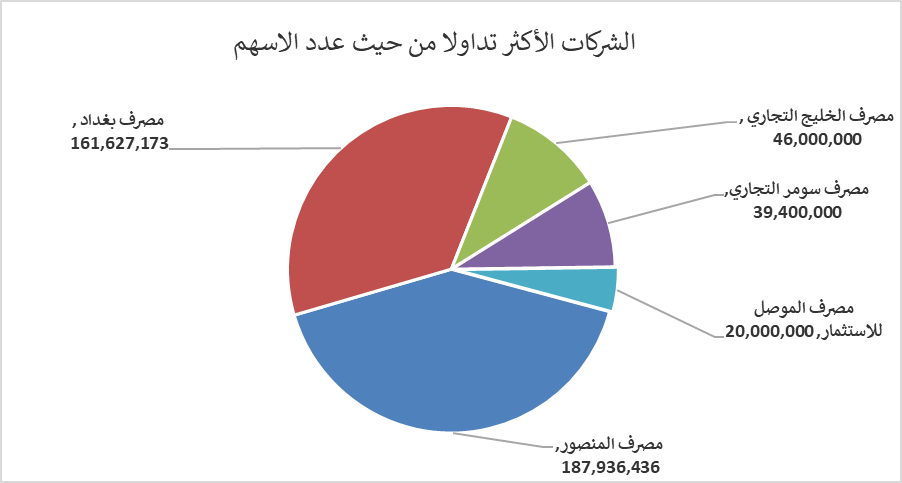 الشركات الأكثر تداولا من حيث عدد الاسهم
مصرف الخليج التجاري ,
46,000,000
مصرف سومر التجاري,
39,400,000
مصرف الموصل
للاستثمار, 20,000,000
مصرف المنصور,
187,936,436
مصرف بغداد ,
161,627,173